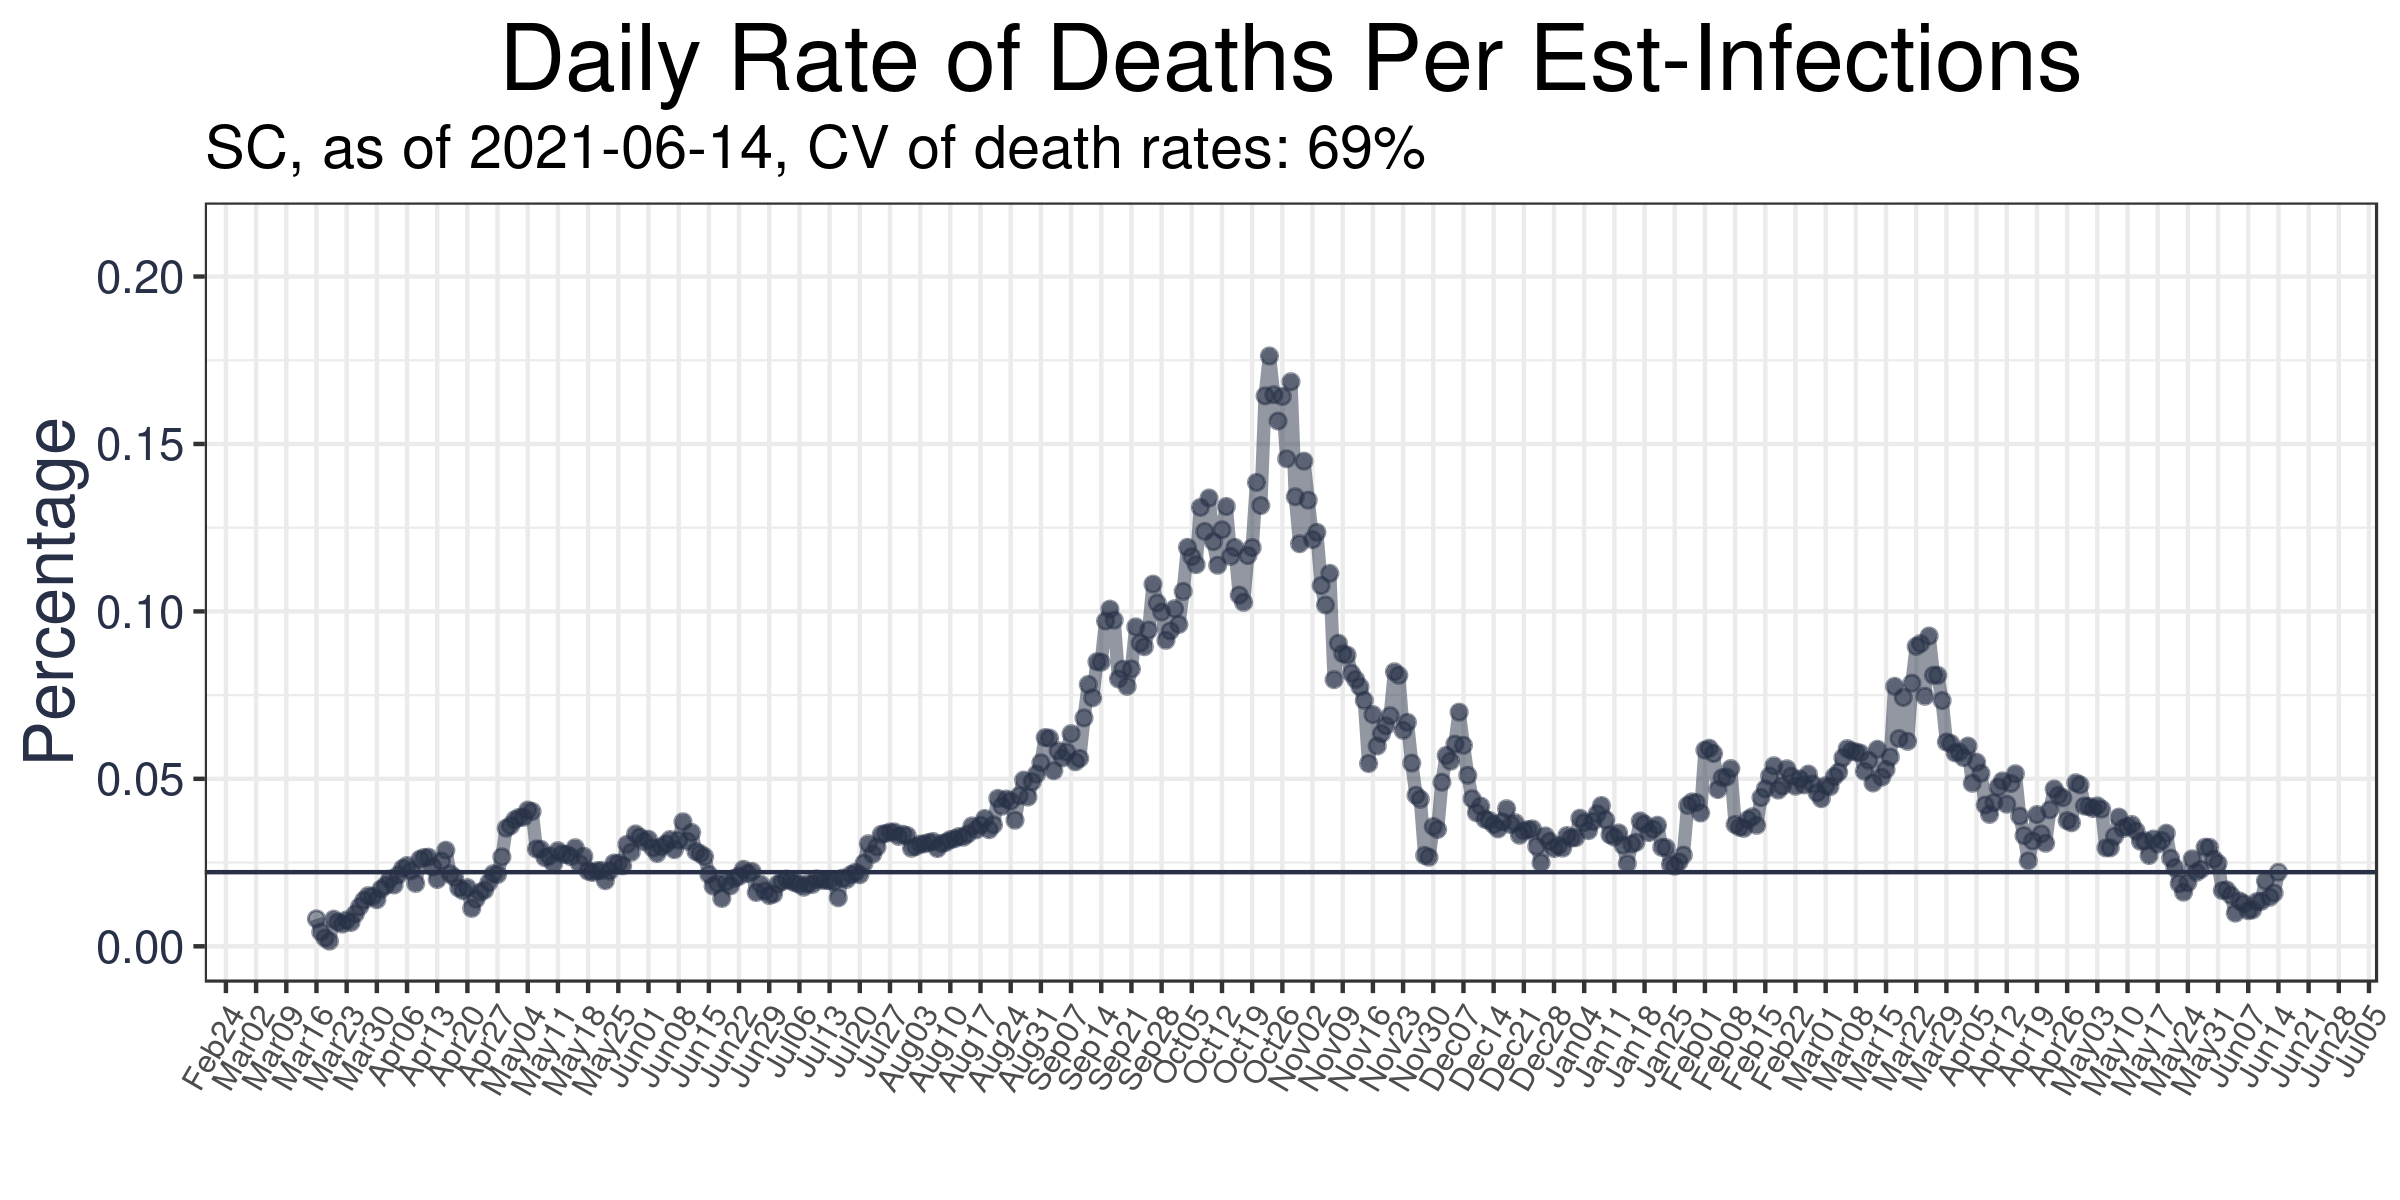 Daily Rate of Deaths Per Est-Infections
SC, as of 2021-06-14, CV of death rates: 69%
Percentage
0.20
0.15
0.10
0.05
0.00
Feb24
Mar02
Mar09
Mar16
Mar23
Mar30
Apr06
Apr13
Apr20
Apr27
May04
May11
May18
May25
Jun01
Jun08
Jun15
Jun22
Jun29
Jul06
Jul13
Jul20
Jul27
Aug03
Aug10
Aug17
Aug24
Aug31
Sep07
Sep14
Sep21
Sep28
Oct05
Oct12
Oct19
Oct26
Nov02
Nov09
Nov16
Nov23
Nov30
Dec07
Dec14
Dec21
Dec28
Jan04
Jan11
Jan18
Jan25
Feb01
Feb08
Feb15
Feb22
Mar01
Mar08
Mar15
Mar22
Mar29
Apr05
Apr12
Apr19
Apr26
May03
May10
May17
May24
May31
Jun07
Jun14
Jun21
Jun28
Jul05